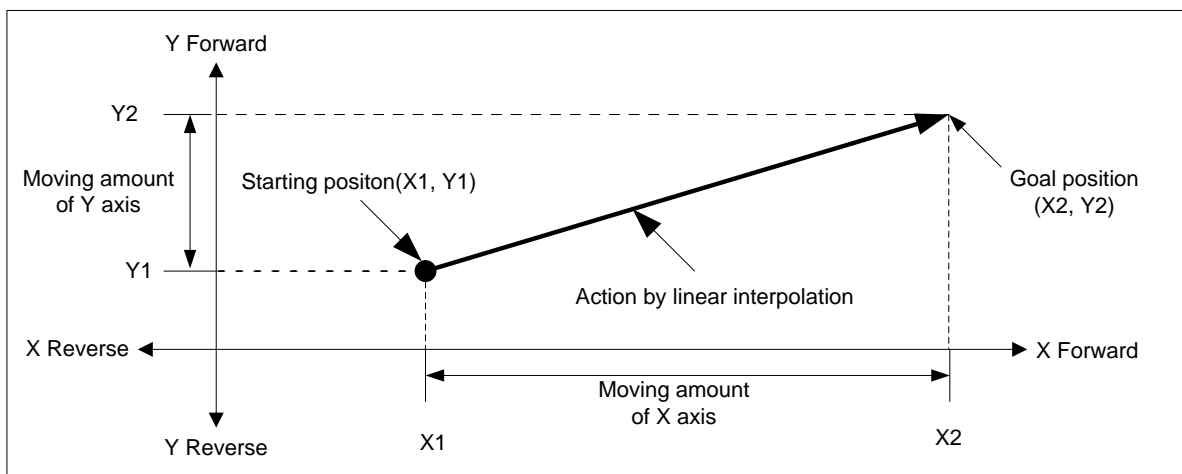 Y Forward
Y2
Moving amount
of Y axis
Starting positon(X1, Y1)
Goal position
(X2, Y2)
Y1
Action by linear interpolation
X Reverse
X Forward
Moving amount
of X axis
Y Reverse
X1
X2